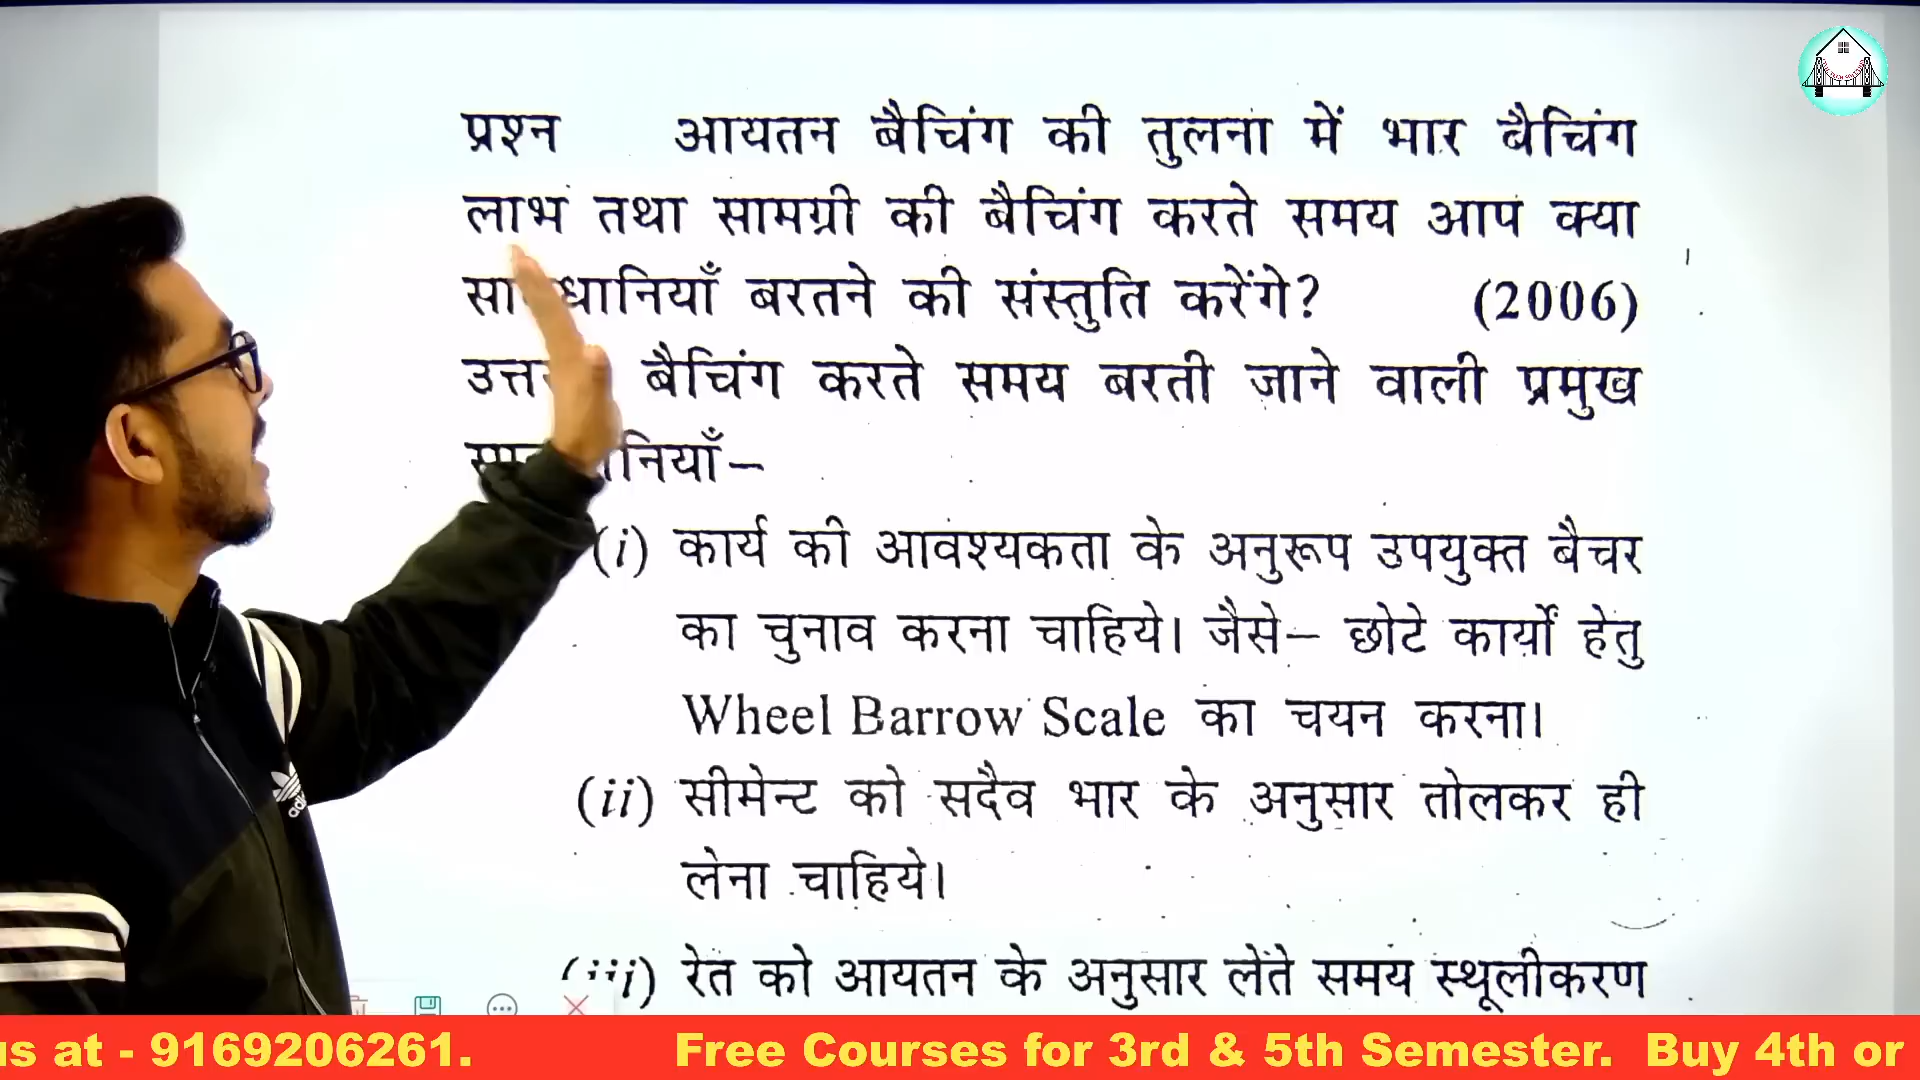 प्रश्न आयतन बैचिंग की तुलना में भार बैचिंग
लाभ तथा सामग्री की बैचिंग करते समय आप क्या
बरतने की संस्तुति करेंगे? (2006)
बैचिंग करते समय बरती जाने वाली प्रमुख
(i) कार्य की आवश्यकता के अनुरूप उपयुक्त बैचर
का चुनाव करना चाहिये। जैसे– छोटे कार्यों हेतु
Wheel Barrow Scale का चयन करना।
(ii) सीमेन्ट को सदैव भार के अनुसार तोलकर ही
लेना चाहिये।
(iii) रेत को आयतन के अनुसार लेते समय स्थूलीकरण
us at - 9169206261. Free Courses for 3rd & 5th Semester. Buy 4th or